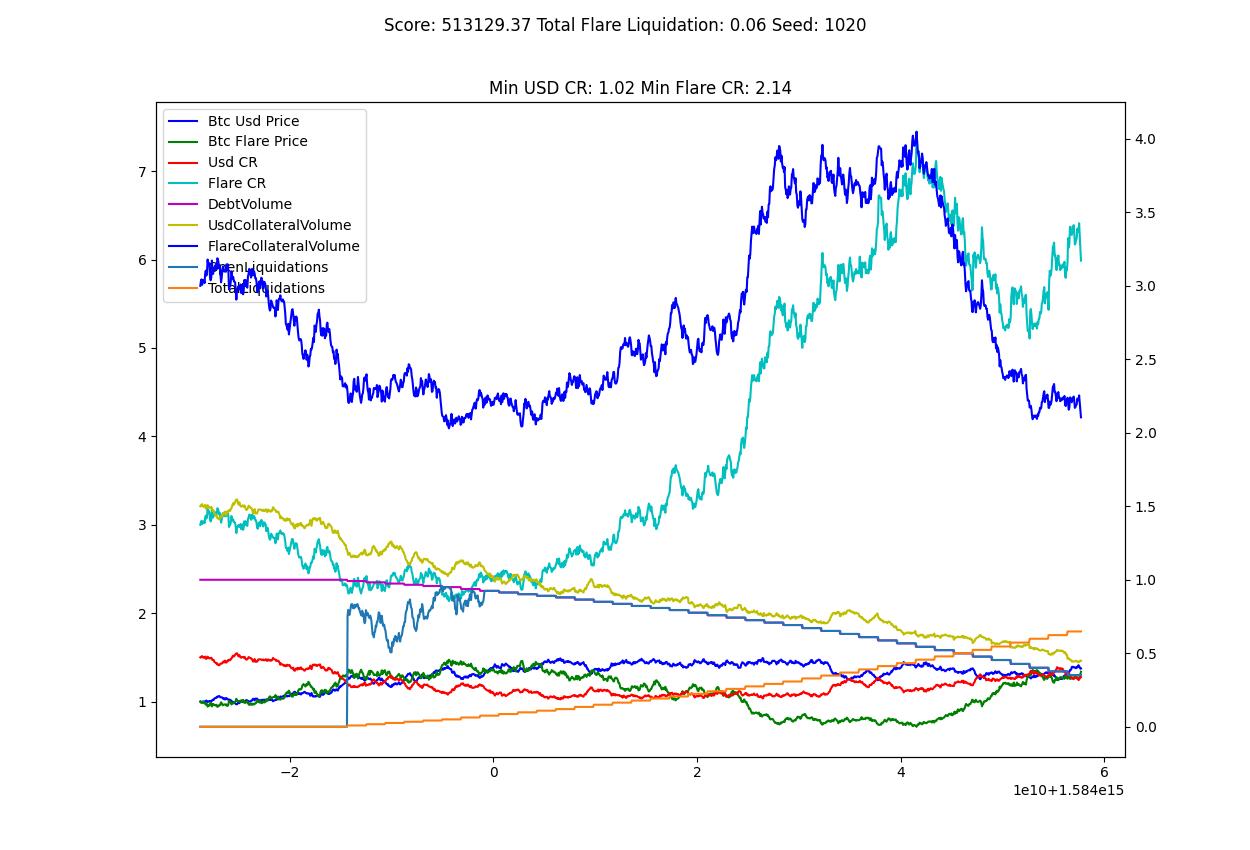 Score: 513129.37 Total Flare Liquidation: 0.06 Seed: 1020
Min USD CR: 1.02 Min Flare CR: 2.14
Btc Usd Price
Btc Flare Price
Usd CR
Flare CR
DebtVolume
UsdCollateralVolume
FlareCollateralVolume
OpenLiquidations
TotalLiquidations
7
6
5
4
3
2
1
4.0
3.5
3.0
2.5
2.0
1.5
1.0
0.5
0.0
−2
0
2
4
6
1e10+1.584e15